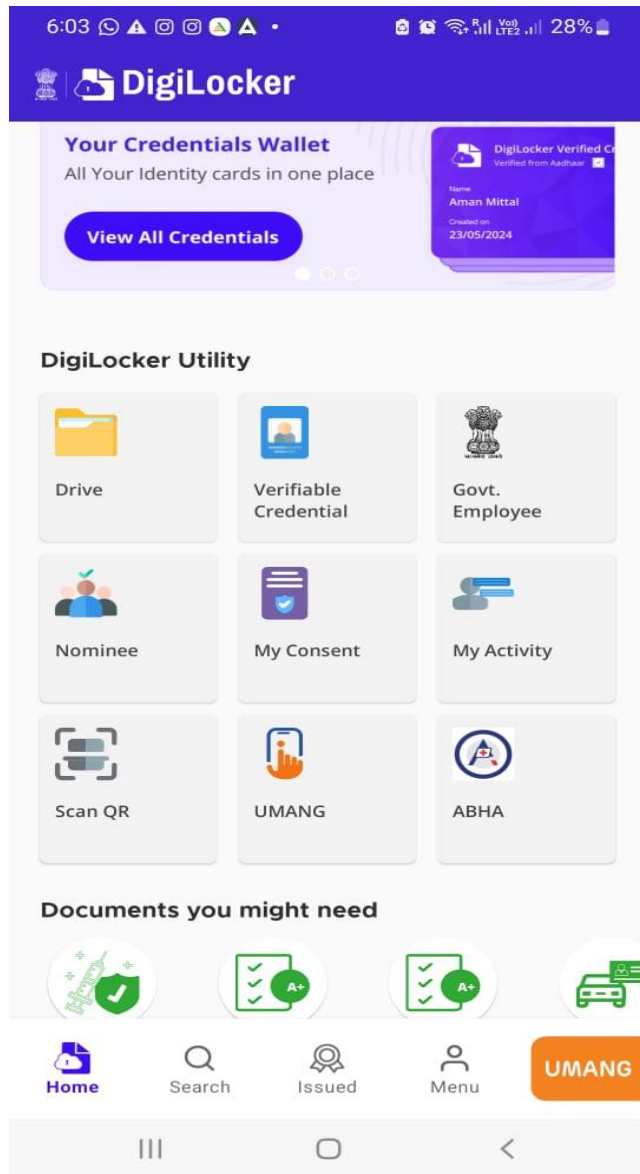 6:03
28%
DigiLocker
Your Credentials Wallet
All Your Identity cards in one place
View All Credentials
DigiLocker Verified Cr
Verified from Aadhaar
Name
Aman Mittal
Created on
23/05/2024
DigiLocker Utility
Drive
Verifiable
Credential
Govt.
Employee
Nominee
My Consent
My Activity
Scan QR
UMANG
ABHA
Documents you might need
A+
A+
Home
Search
Issued
Menu
UMANG